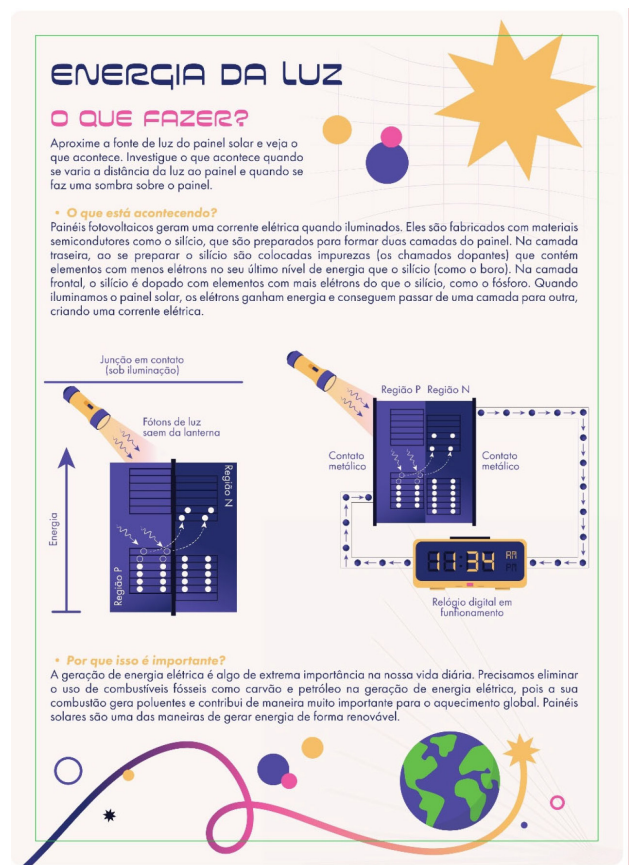 ENERGIA DA LUZ
O QUE FAZER?
Aproxime a fonte de luz do painel solar e veja o
que acontece. Investigue o que acontece quando
se varia a distância da luz ao painel e quando se
faz uma sombra sobre o painel.
• O que está acontecendo?
Painéis fotovoltaicos geram uma corrente elétrica quando iluminados. Eles são fabricados com materiais
semicondutores como o silício, que são preparados para formar duas camadas do painel. Na camada
traseira, ao se preparar o silício são colocadas impurezas (os chamados dopantes) que contém
elementos com menos elétrons no seu último nível de energia que o silício (como o boro). Na camada
frontal, o silício é dopado com elementos com mais elétrons do que o silício, como o fósforo. Quando
iluminamos o painel solar, os elétrons ganham energia e conseguem passar de uma camada para outra,
criando uma corrente elétrica.
Junção em contato
(sob iluminação)
Fótons de luz
saem da lanterna
Energia
Região P
Região N
Região P Região N
Contato
metálico
Contato
metálico
11:34 AM
PM
Relógio digital em
funhonamento
• Por que isso é importante?
A geração de energia elétrica é algo de extrema importância na nossa vida diária. Precisamos eliminar
o uso de combustíveis fósseis como carvão e petróleo na geração de energia elétrica, pois a sua
combustão gera poluentes e contribui de maneira muito importante para o aquecimento global. Painéis
solares são uma das maneiras de gerar energia de forma renovável.